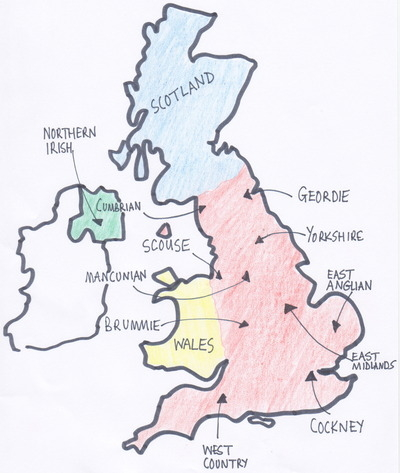 SCOTLAND
NORTHERN
IRISH
CUMBRIAN
GEORDIE
YORKSHIRE
SCOUSE
MANCUNIAN
EAST
ANGLIAN
BRUMMIE
WALES
EAST
MIDLANDS
COCKNEY
WEST
COUNTRY